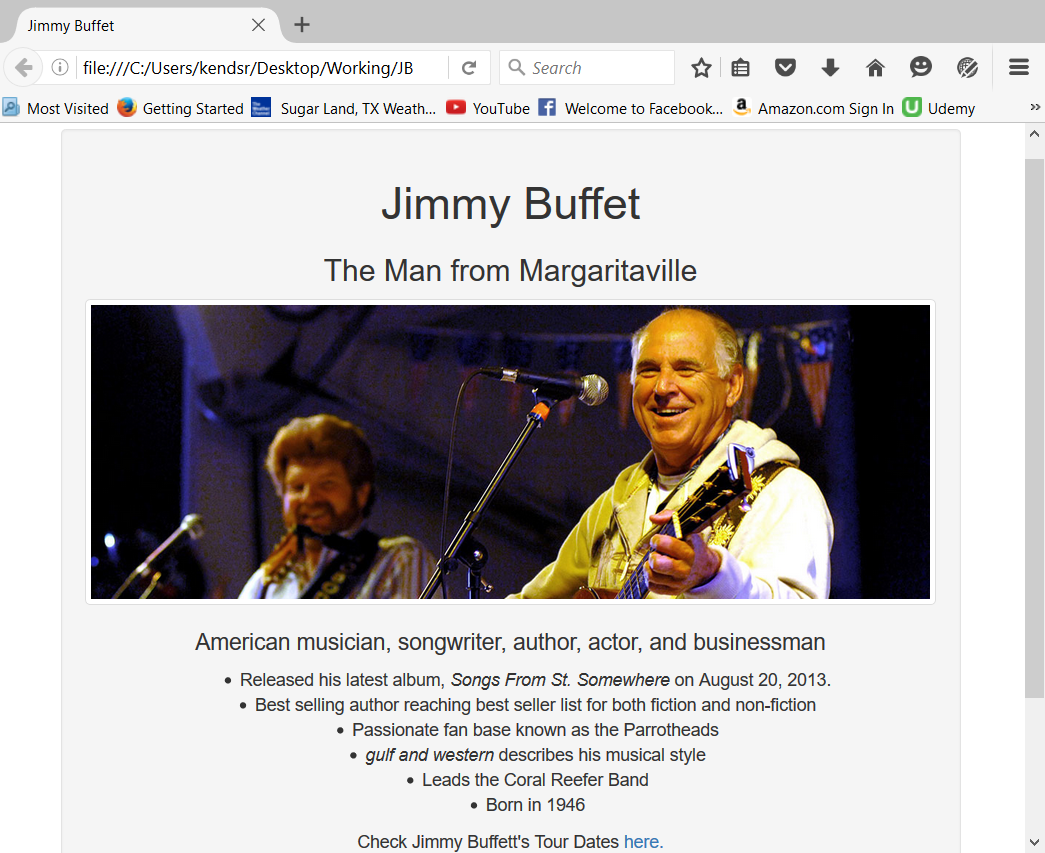 Jimmy Buffet
file:///C:/Users/kendsr/Desktop/Working/JB
Search
Most Visited Getting Started Sugar Land, TX Weath... YouTube Welcome to Facebook... Amazon.com Sign In Udemy
Jimmy Buffet
The Man from Margaritaville
American musician, songwriter, author, actor, and businessman
• Released his latest album, Songs From St. Somewhere on August 20, 2013.
• Best selling author reaching best seller list for both fiction and non-fiction
• Passionate fan base known as the Parrotheads
• gulf and western describes his musical style
• Leads the Coral Reefer Band
• Born in 1946
Check Jimmy Buffett's Tour Dates here.